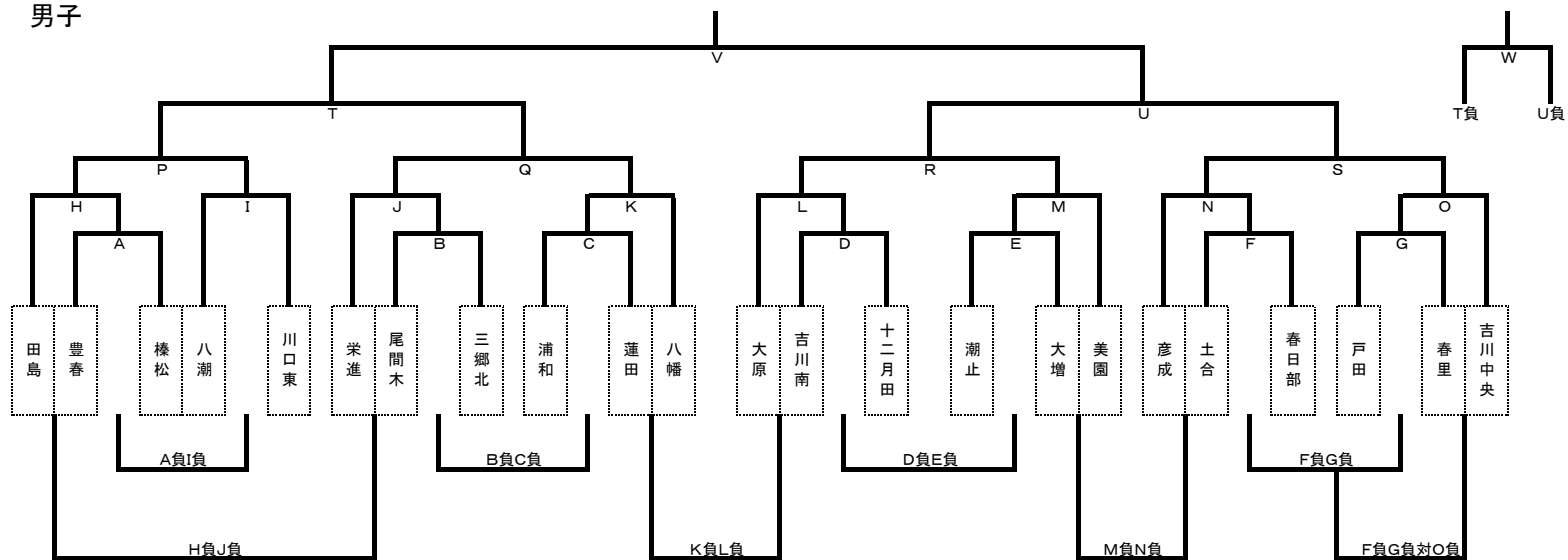 男子
V
W
T
U
T負
U負
P
Q
R
S
H
I
J
K
L
M
N
O
A
B
C
D
E
F
G
田島
豊春
榛松
八潮
川口東
栄進
尾間木
三郷北
浦和
蓮田
八幡
大原
吉川南
十二月田
潮止
大増
美園
彦成
土合
春日部
戸田
春里
吉川中央
A負I負
B負C負
D負E負
F負G負
H負J負
K負L負
M負N負
F負G負対O負